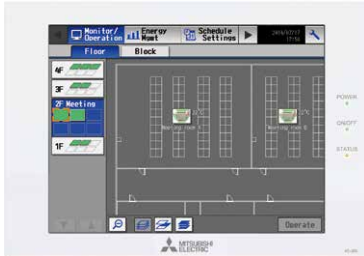 Monitor/
Operation
Energy
Mgmt
Schedule
Settings
Floor
Block
4F
3F
2F Meeting
1F
Meeting room
Meeting room
POWER
ON/OFF
STATUS
Operate
MITSUBISHI
ELECTRIC